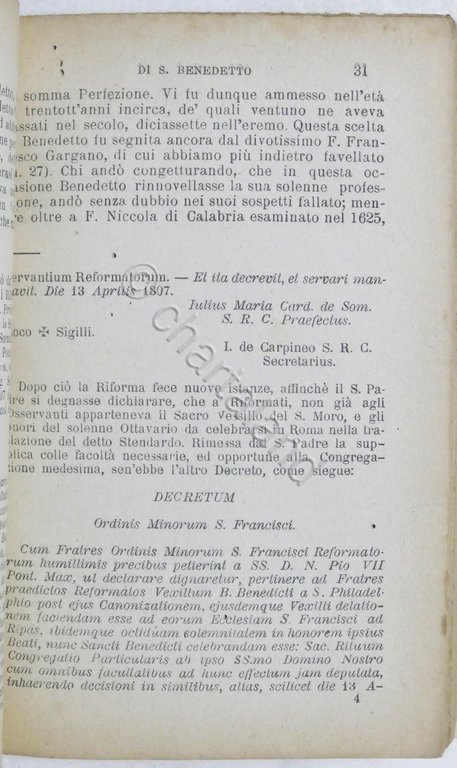 DI S. BENEDETTO 31
somma Perfezione. Vi fu dunque ammesso nell'età
trentott'anni incirca, de' quali ventuno ne aveva
assati nel secolo, diciassette nell'eremo. Questa scelta
Benedetto fu segnita ancora dal divotissimo F. Fran-
esco Gargano, di cui abbiamo più indietro favellato
n. 27). Chi andò congetturando, che in questa oc-
asione Benedetto rinnovellasse la sua solenne profes-
one, andò senza dubbio nei suoi sospetti fallato; men-
re oltre a F. Niccola di Calabria esaminato nel 1625,
ervantium Reformatorum. — Et ita decrevit, et servari man-
avit. Die 13 Aprilis 1807.
Iulius Maria Card. de Som.
S. R. C. Praefectus.
oco ✠ Sigilli.
I. de Carpineo S. R. C.
Secretarius.
Dopo ciò la Riforma fece nuove istanze, affinchè il S. Pa-
dre si degnasse dichiarare, che a' Riformati, non già agli
Osservanti apparteneva il Sacro Vessillo del S. Moro, e gli
onori del solenne Ottavario da celebrarsi in Roma nella tra-
slazione del detto Stendardo. Rimessa dal S. Padre la sup-
plica colle facoltà necessarie, ed opportune alla Congrega-
zione medesima, sen'ebbe l'altro Decreto, come siegue:
DECRETUM
Ordinis Minorum S. Francisci.
Cum Fratres Ordinis Minorum S. Francisci Reformato-
rum humillimis precibus petierint a SS. D. N. Pio VII
Pont. Max, ut declarare dignaretur, pertinere ad Fratres
praedictos Reformatos Vexillum B. Benedicti a S. Philadel-
phio post ejus Canonizationem, ejusdemque Vexilli delatio-
nem faciendam esse ad eorum Ecclesiam S. Francisci ad
Ripas, ibidemque octiduam solemnitatem in honorem ipsius
Beati, nunc Sancti Benedicti celebrandam esse: Sac. Rituum
Congregatio Particularis ab ipso SS.mo Domino Nostro
cum omnibus facultatibus ad hunc effectum jam deputata,
inhaerendo decisioni in similibus, alias, scilicet die 13 A-
4
© chartaland